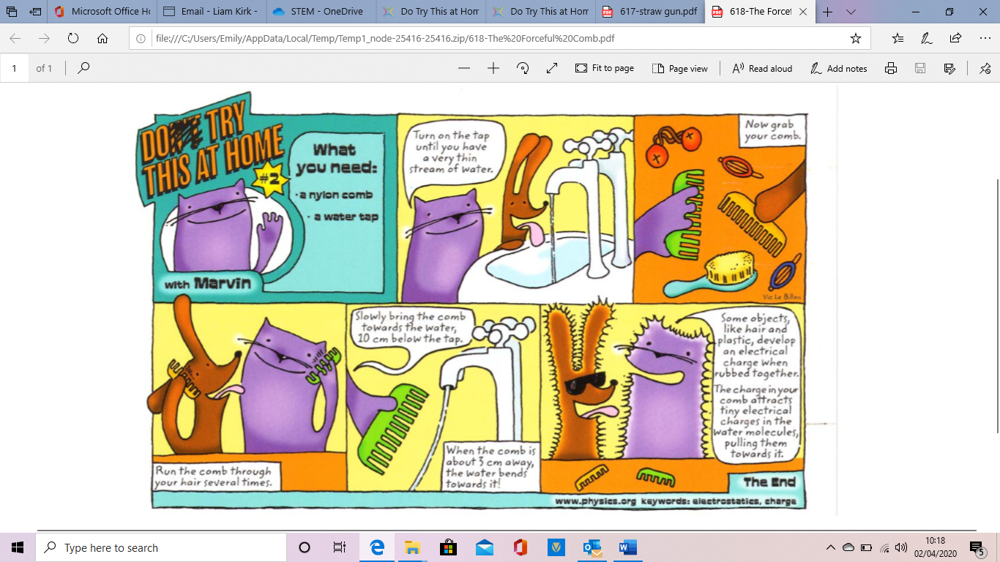 Microsoft Office Ho
Email - Liam Kirk -
STEM - OneDrive
Do Try This at Hom
Do Try This at Hom
617-straw gun.pdf
618-The Forcef
file:///C:/Users/Emily/AppData/Local/Temp/Temp1_node-25416-25416.zip/618-The%20Forceful%20Comb.pdf
1 of 1
Fit to page
Page view
Read aloud
Add notes
DON'T TRY
THIS AT HOME
#2
with Marvin
What
you need:
· a nylon comb
· a water tap
Turn on the tap
until you have
a very thin
stream of water.
Now grab
your comb.
Vic Le Billon
Run the comb through
your hair several times.
Slowly bring the comb
towards the water,
10 cm below the tap.
When the comb is
about 3 cm away,
the water bends
towards it!
Some objects,
like hair and
plastic, develop
an electrical
charge when
rubbed together.
The charge in your
comb attracts
tiny electrical
charges in the
water molecules,
pulling them
towards it.
The End
www.physics.org keywords: electrostatics, charge
Type here to search
10:18
02/04/2020
5